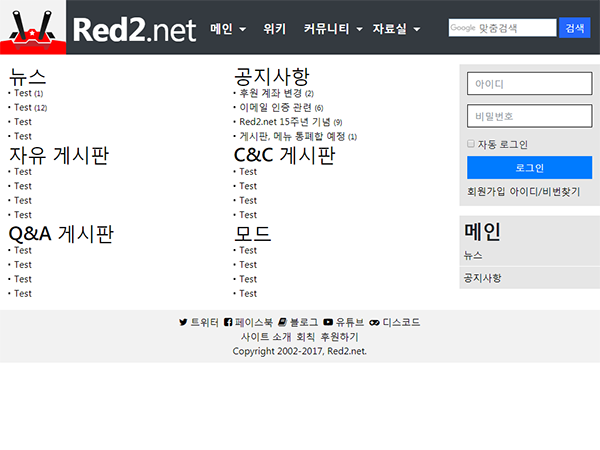 Red2.net 메인 위키 커뮤니티 자료실 Google 맞춤검색 검색
뉴스
• Test (1)
• Test (12)
• Test
• Test
공지사항
• 후원 계좌 변경 (2)
• 이메일 인증 관련 (6)
• Red2.net 15주년 기념 (9)
• 게시판, 메뉴 통폐합 예정 (1)
자유 게시판
• Test
• Test
• Test
• Test
C&C 게시판
• Test
• Test
• Test
• Test
Q&A 게시판
• Test
• Test
• Test
• Test
모드
• Test
• Test
• Test
• Test
아이디
비밀번호
자동 로그인
로그인
회원가입 아이디/비번찾기
메인
뉴스
공지사항
트위터 페이스북 블로그 유튜브 디스코드
사이트 소개 회칙 후원하기
Copyright 2002-2017, Red2.net.